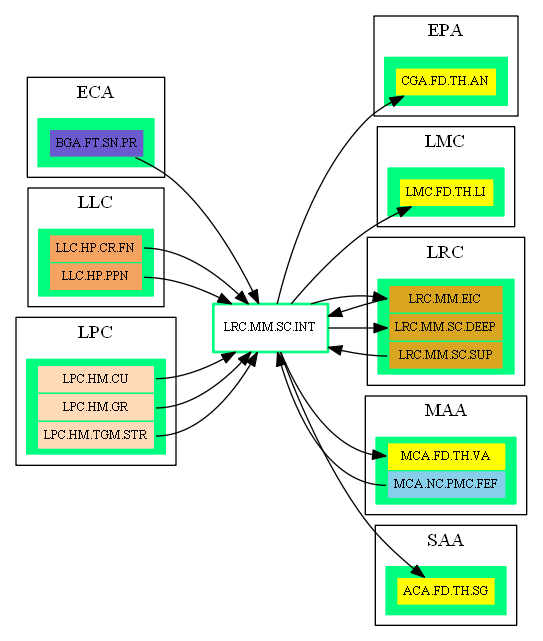 ECA
BGA.FT.SN.PR
LLC
LLC.HP.CR.FN
LLC.HP.PPN
LPC
LPC.HM.CU
LPC.HM.GR
LPC.HM.TGM.STR
LRC.MM.SC.INT
EPA
CGA.FD.TH.AN
LMC
LMC.FD.TH.LI
LRC
LRC.MM.EIC
LRC.MM.SC.DEEP
LRC.MM.SC.SUP
MAA
MCA.FD.TH.VA
MCA.NC.PMC.FEF
SAA
ACA.FD.TH.SG